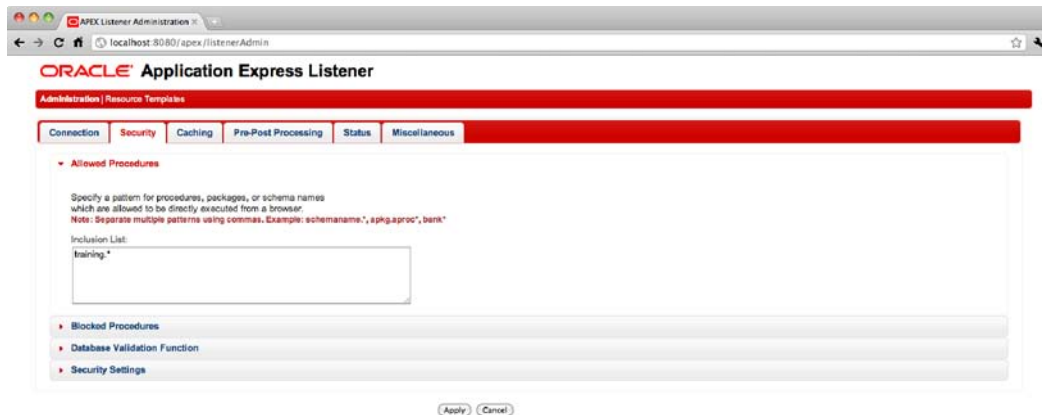 APEX Listener Administration
localhost:8080/apex/listenerAdmin
ORACLE Application Express Listener
Administration | Resource Templates
Connection Security Caching Pre-Post Processing Status Miscellaneous
Allowed Procedures
Specify a pattern for procedures, packages, or schema names
which are allowed to be directly executed from a browser.
Note: Separate multiple patterns using commas. Example: schemaname.*, apkg.aproc*, bank*
Inclusion List:
training.*
Blocked Procedures
Database Validation Function
Security Settings
Apply Cancel